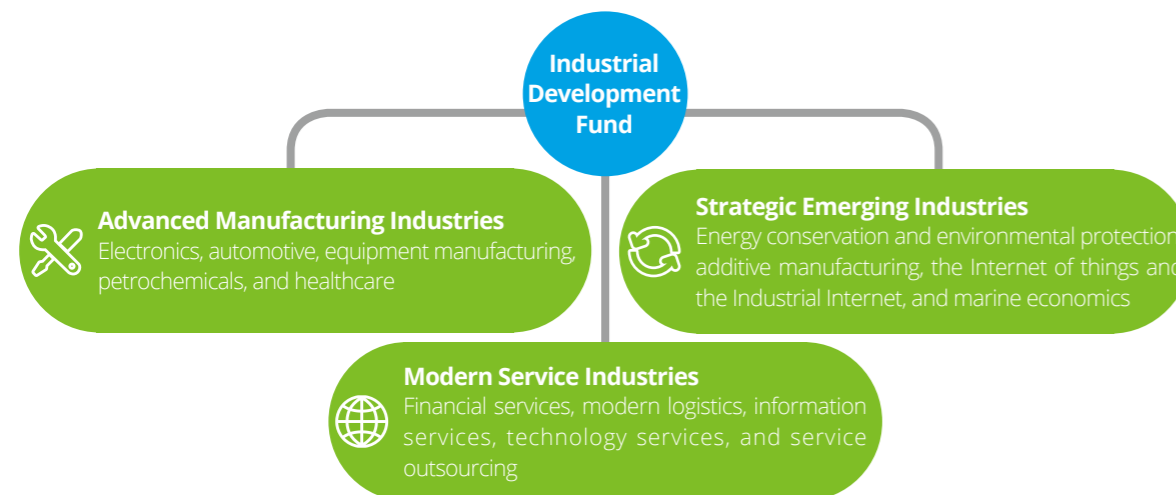 Industrial
Development
Fund
Advanced Manufacturing Industries
Electronics, automotive, equipment manufacturing,
petrochemicals, and healthcare
Strategic Emerging Industries
Energy conservation and environmental protection
additive manufacturing, the Internet of things and
the Industrial Internet, and marine economics
Modern Service Industries
Financial services, modern logistics, information
services, technology services, and service
outsourcing